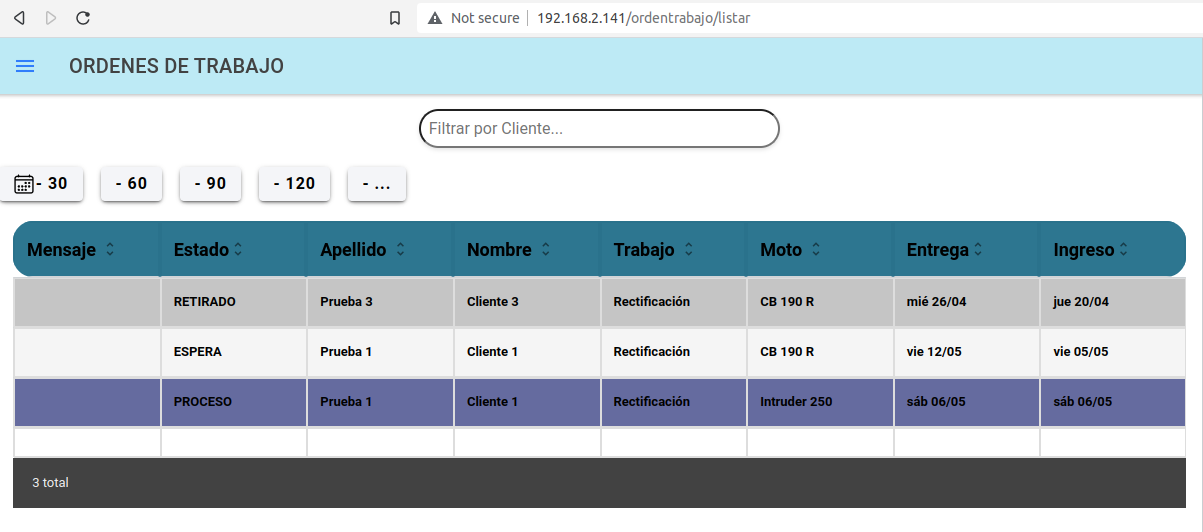 Not secure 192.168.2.141/ordentrabajo/listar
ORDENES DE TRABAJO
Filtrar por Cliente...
- 30 - 60 - 90 - 120 - ...
Mensaje Estado Apellido Nombre Trabajo Moto Entrega Ingreso
RETIRADO Prueba 3 Cliente 3 Rectificación CB 190 R mié 26/04 jue 20/04
ESPERA Prueba 1 Cliente 1 Rectificación CB 190 R vie 12/05 vie 05/05
PROCESO Prueba 1 Cliente 1 Rectificación Intruder 250 sáb 06/05 sáb 06/05
3 total